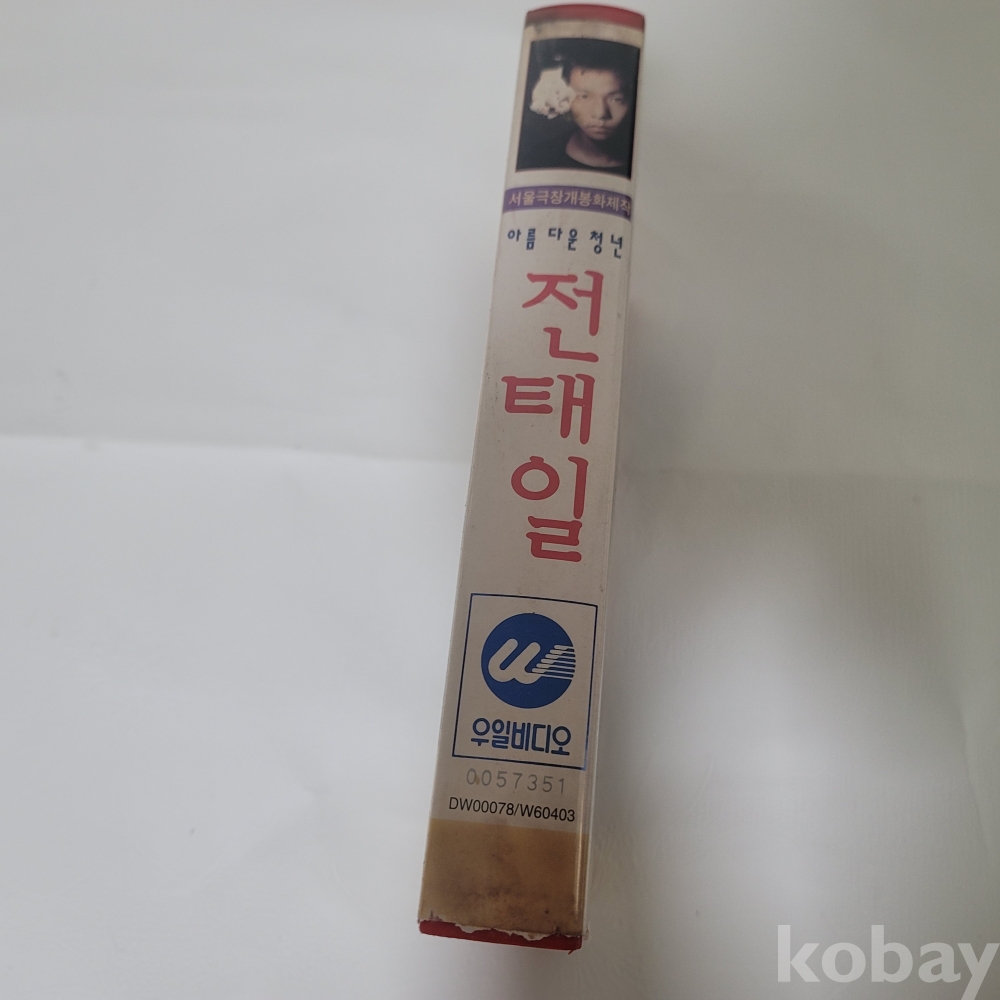 서울극장개봉화제작
아름다운 청년
전태일
우일비디오
0057351
DW00078/W60403
kobay